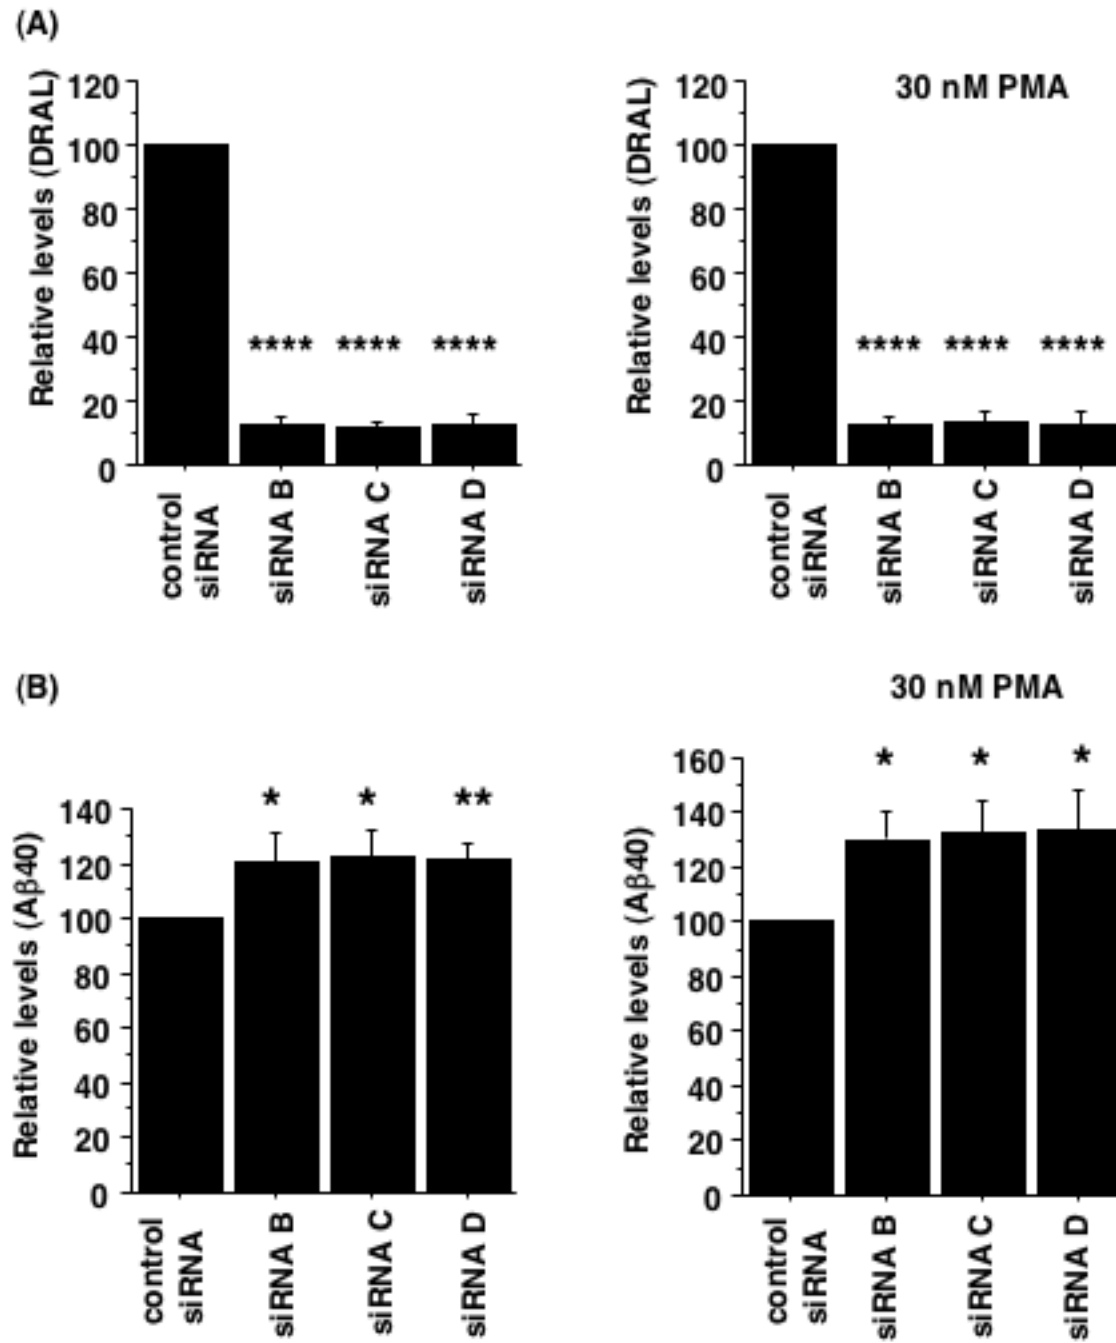 (A)
Relative levels (DRAL)
120
100
80
60
40
20
0
**** **** ****
control
siRNA
siRNA B
siRNA C
siRNA D
30 nM PMA
Relative levels (DRAL)
120
100
80
60
40
20
0
**** **** ****
control
siRNA
siRNA B
siRNA C
siRNA D
(B)
Relative levels (Aβ40)
140
120
100
80
60
40
20
0
* * **
control
siRNA
siRNA B
siRNA C
siRNA D
30 nM PMA
Relative levels (Aβ40)
160
140
120
100
80
60
40
20
0
* * *
control
siRNA
siRNA B
siRNA C
siRNA D